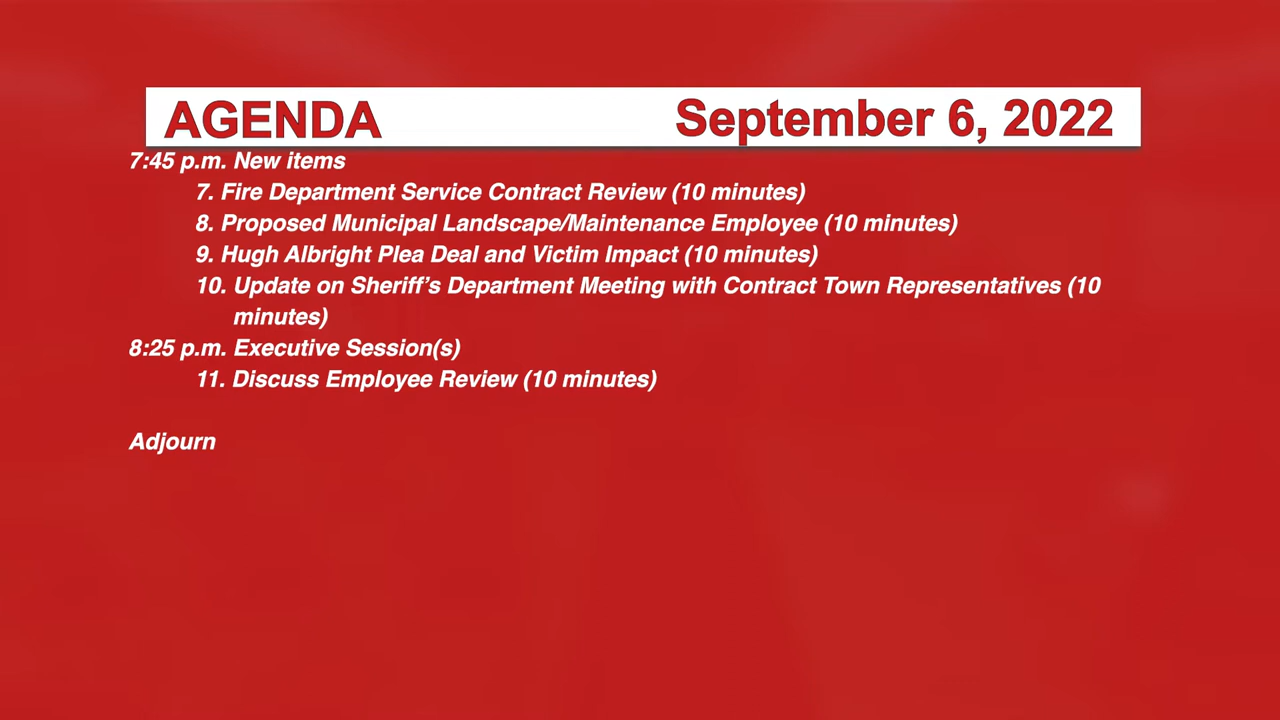 AGENDA September 6, 2022
7:45 p.m. New items
7. Fire Department Service Contract Review (10 minutes)
8. Proposed Municipal Landscape/Maintenance Employee (10 minutes)
9. Hugh Albright Plea Deal and Victim Impact (10 minutes)
10. Update on Sheriff’s Department Meeting with Contract Town Representatives (10
minutes)
8:25 p.m. Executive Session(s)
11. Discuss Employee Review (10 minutes)
Adjourn